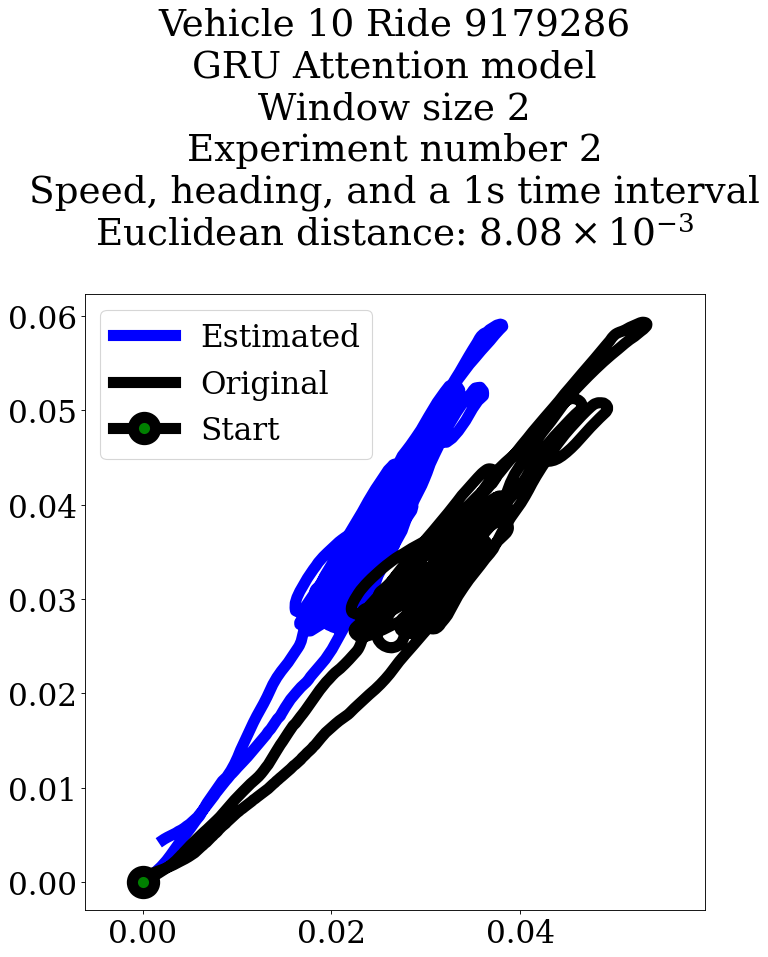 Vehicle 10 Ride 9179286
GRU Attention model
Window size 2
Experiment number 2
Speed, heading, and a 1s time interval
Euclidean distance: 8.08 × 10⁻³
Estimated
Original
Start
0.06
0.05
0.04
0.03
0.02
0.01
0.00
0.00 0.02 0.04